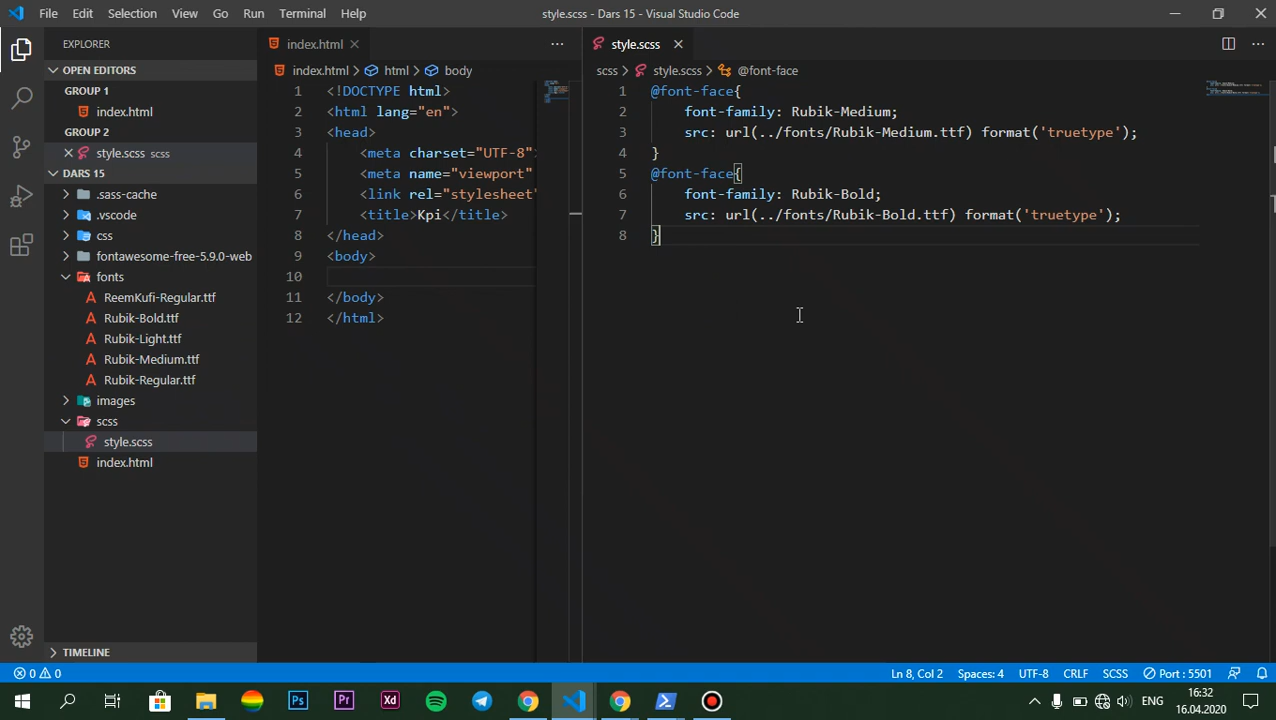 File Edit Selection View Go Run Terminal Help
style.scss - Dars 15 - Visual Studio Code
EXPLORER
OPEN EDITORS
GROUP 1
index.html
GROUP 2
style.scss scss
DARS 15
.sass-cache
.vscode
css
fontawesome-free-5.9.0-web
fonts
ReemKufi-Regular.ttf
Rubik-Bold.ttf
Rubik-Light.ttf
Rubik-Medium.ttf
Rubik-Regular.ttf
images
scss
style.scss
index.html
TIMELINE
index.html
index.html > html > body
1 <!DOCTYPE html>
2 <html lang="en">
3 <head>
4 <meta charset="UTF-8">
5 <meta name="viewport"
6 <link rel="stylesheet"
7 <title>Kpi</title>
8 </head>
9 <body>
10
11 </body>
12 </html>
style.scss
scss > style.scss > @font-face
1 @font-face{
2 font-family: Rubik-Medium;
3 src: url(../fonts/Rubik-Medium.ttf) format('truetype');
4 }
5 @font-face{
6 font-family: Rubik-Bold;
7 src: url(../fonts/Rubik-Bold.ttf) format('truetype');
8 }
0 0
Ln 8, Col 2 Spaces: 4 UTF-8 CRLF SCSS Port : 5501
Ps Pr Xd
ENG
16:32
16.04.2020